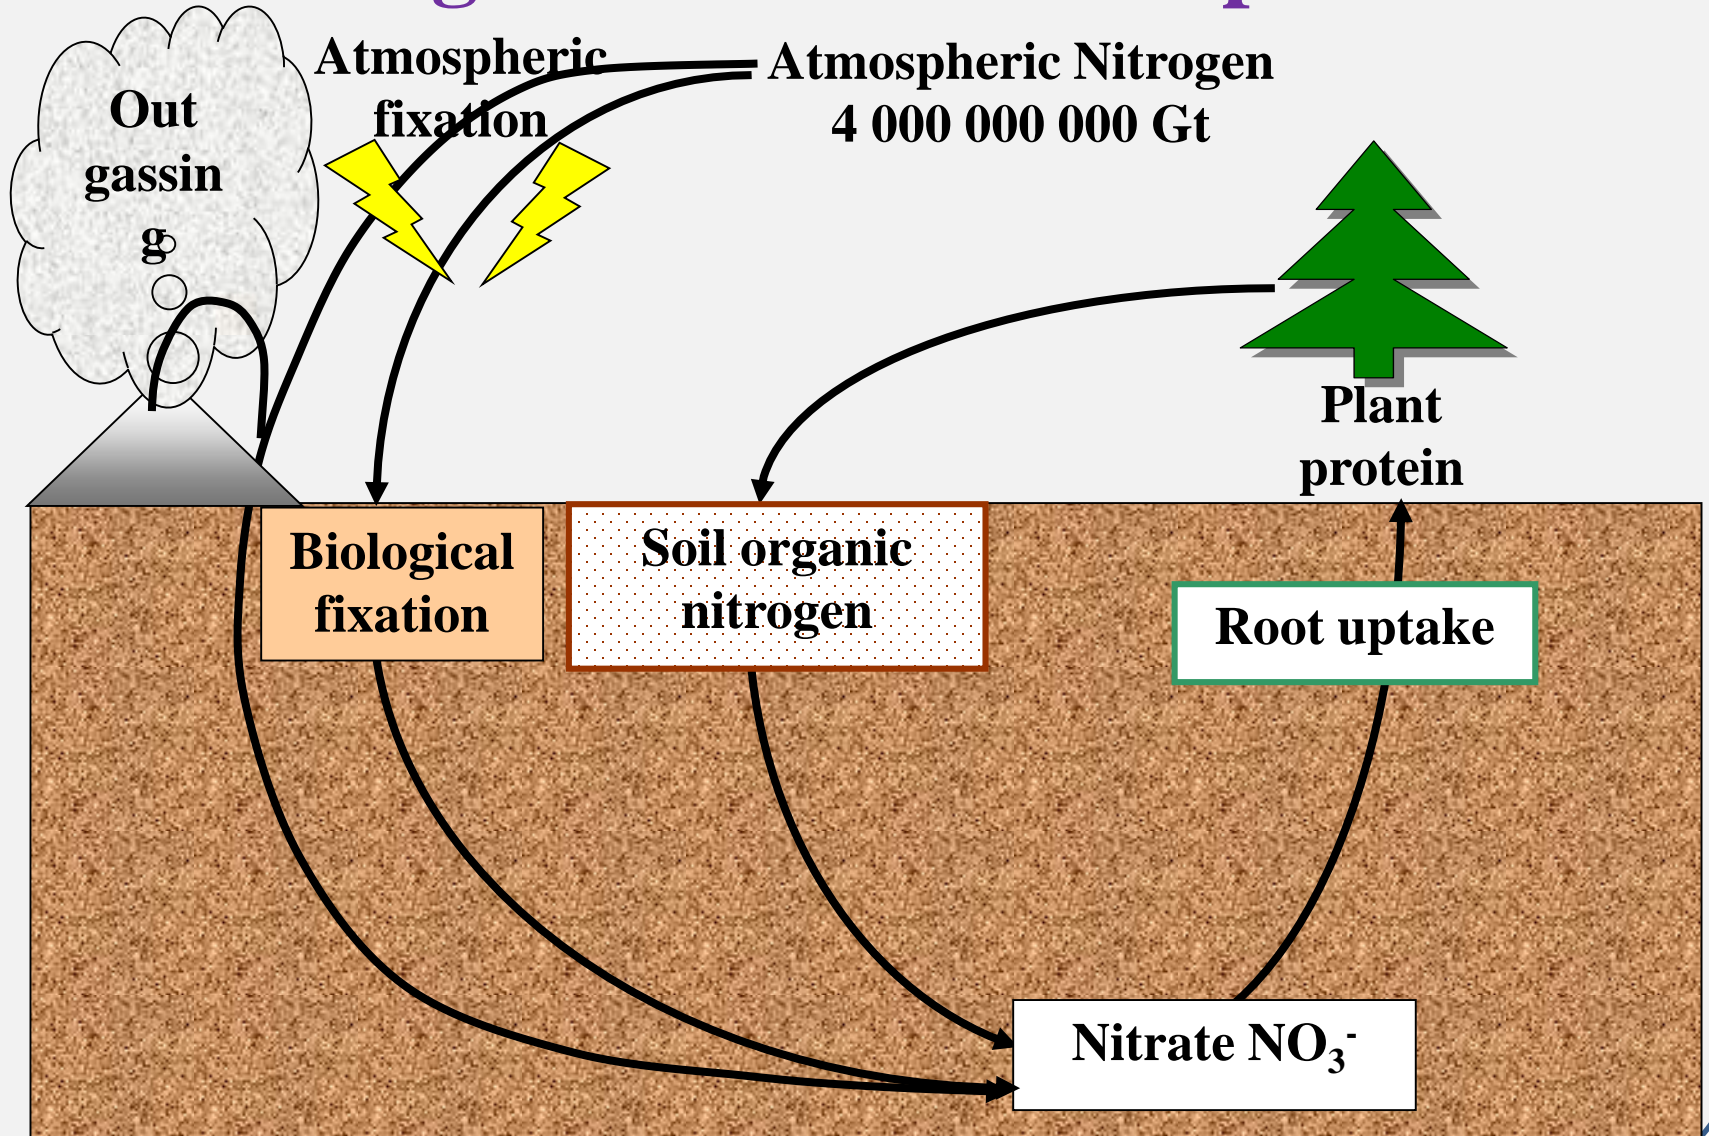 Atmospheric
fixation
Atmospheric Nitrogen
4 000 000 000 Gt
Out
gassin
g
Plant
protein
Biological
fixation
Soil organic
nitrogen
Root uptake
Nitrate NO₃⁻